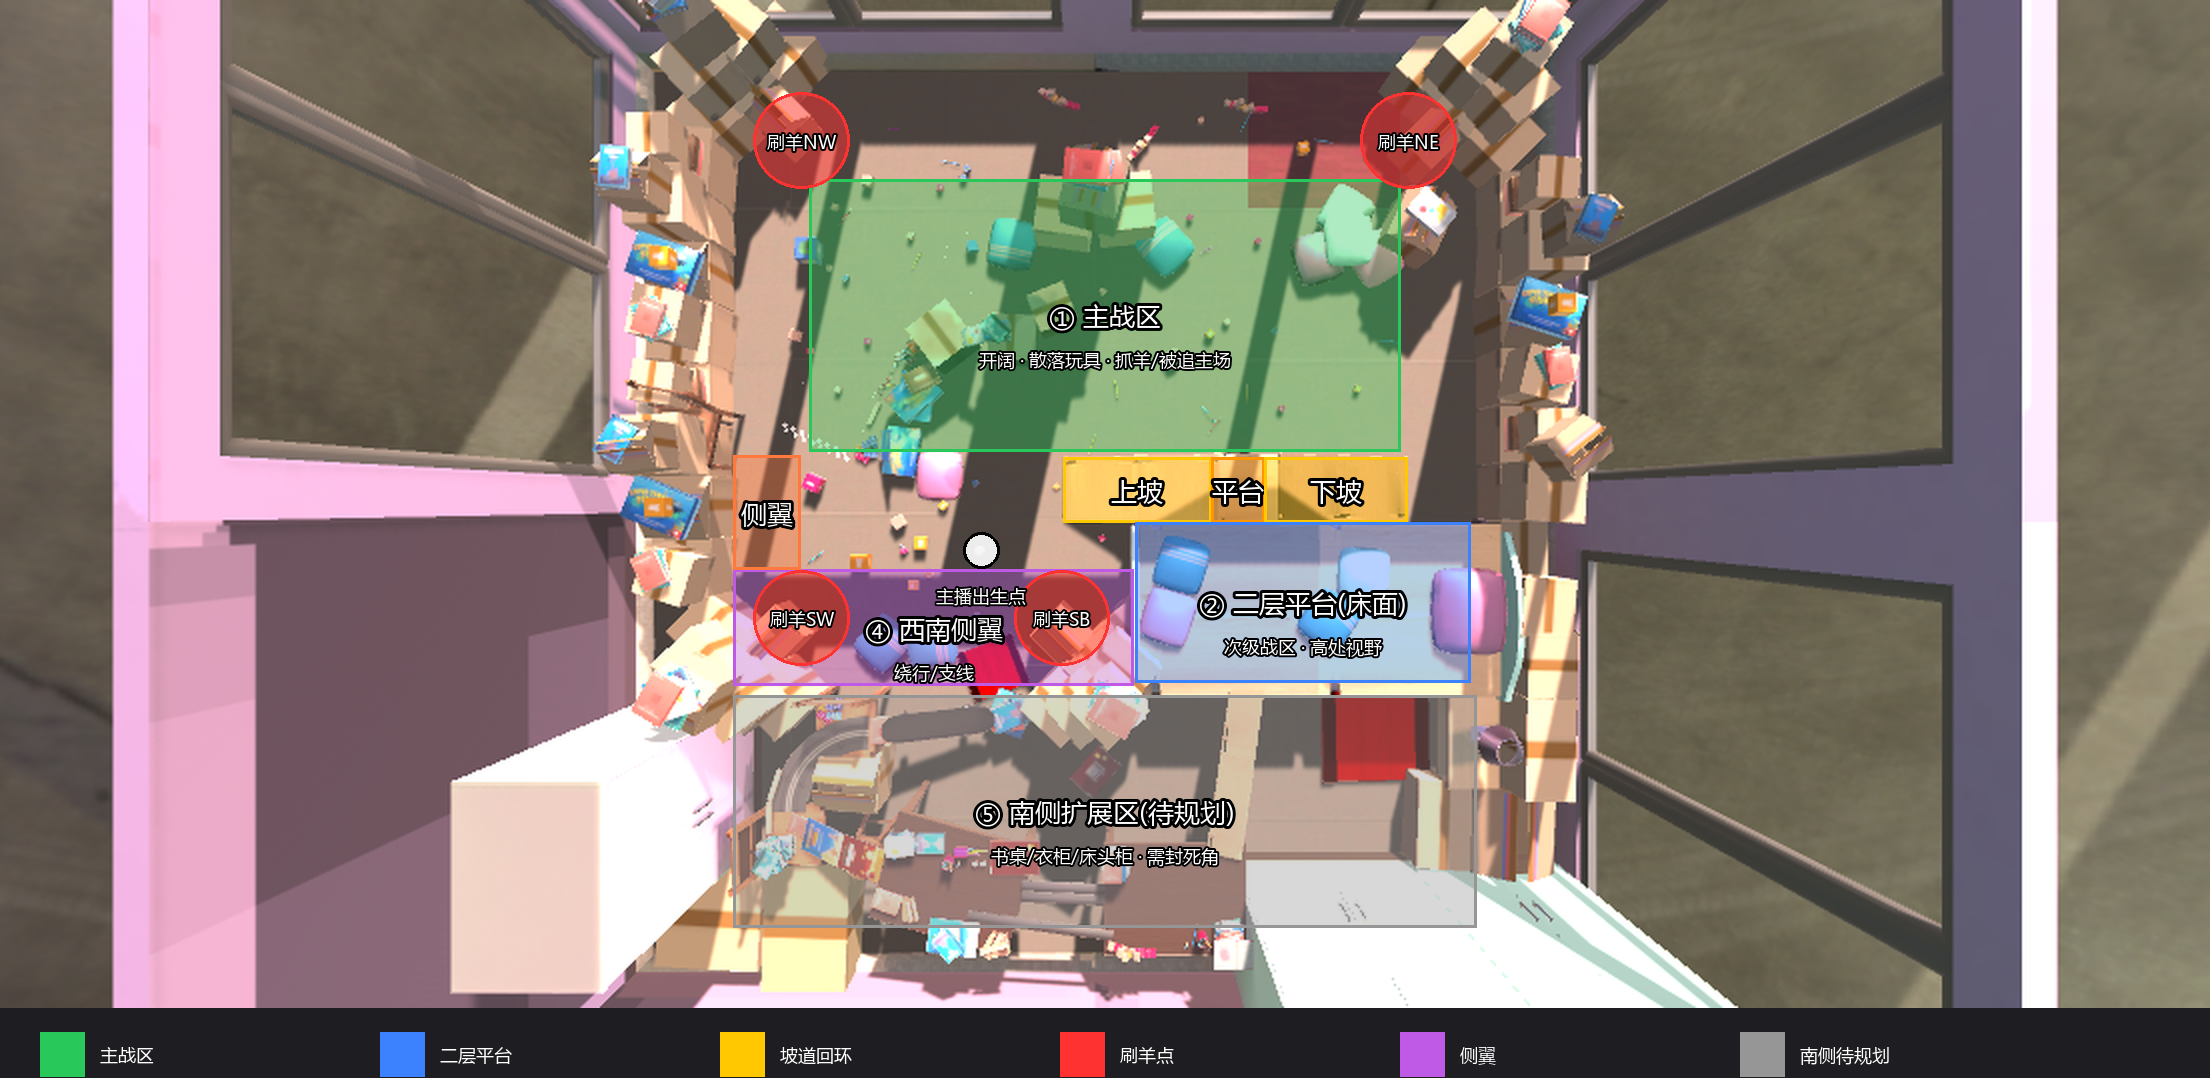 刷羊NW
刷羊NE
① 主战区
开阔 · 散落玩具 · 抓羊/被追主场
上坡
平台
下坡
侧翼
主播出生点
刷羊SW
④ 西南侧翼
刷羊SB
绕行/支线
② 二层平台(床面)
次级战区 · 高处视野
⑤ 南侧扩展区(待规划)
书桌/衣柜/床头柜 · 需封死角
主战区
二层平台
坡道回环
刷羊点
侧翼
南侧待规划